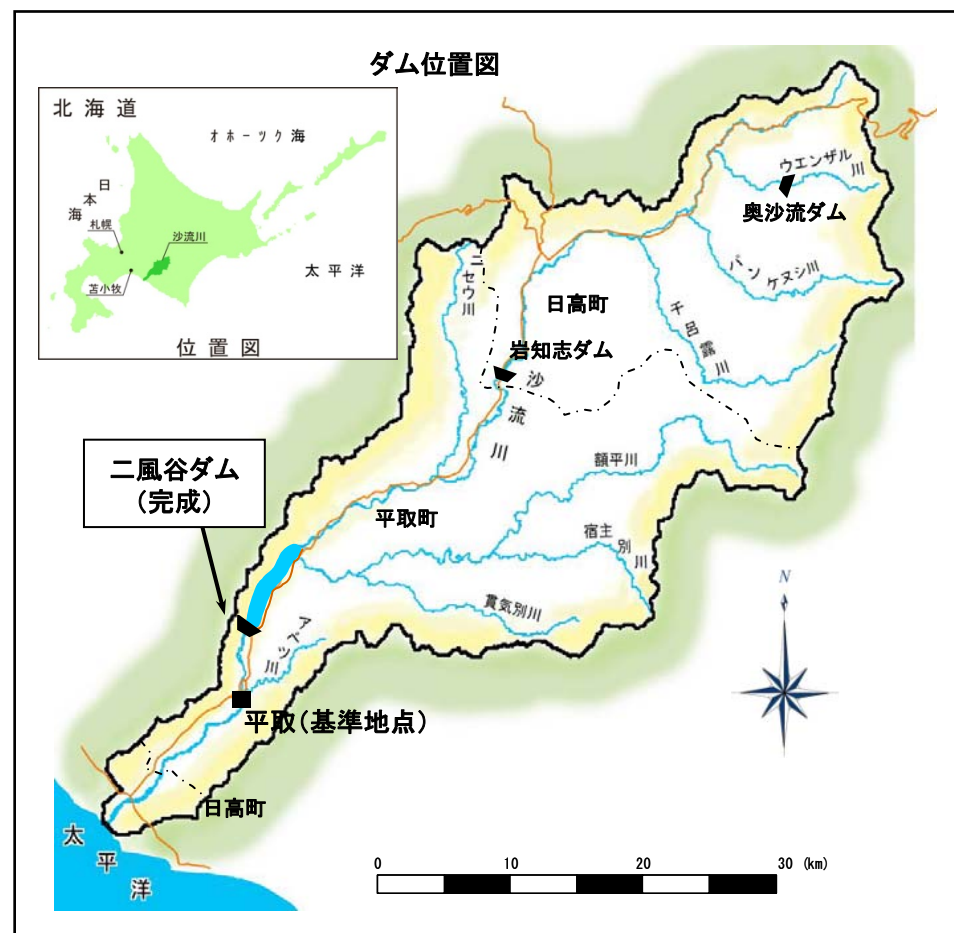 ダム位置図
北海道
オホーツク海
日本海
札幌
沙流川
苫小牧
太平洋
位置図
ウエンザル川
奥沙流ダム
パンケヌシ川
ニセウ川
日高町
千呂露川
岩知志ダム
沙流川
額平川
二風谷ダム
(完成)
平取町
宿主別川
貫気別川
アベツ川
N
平取(基準地点)
日高町
太平洋
0 10 20 30 (km)